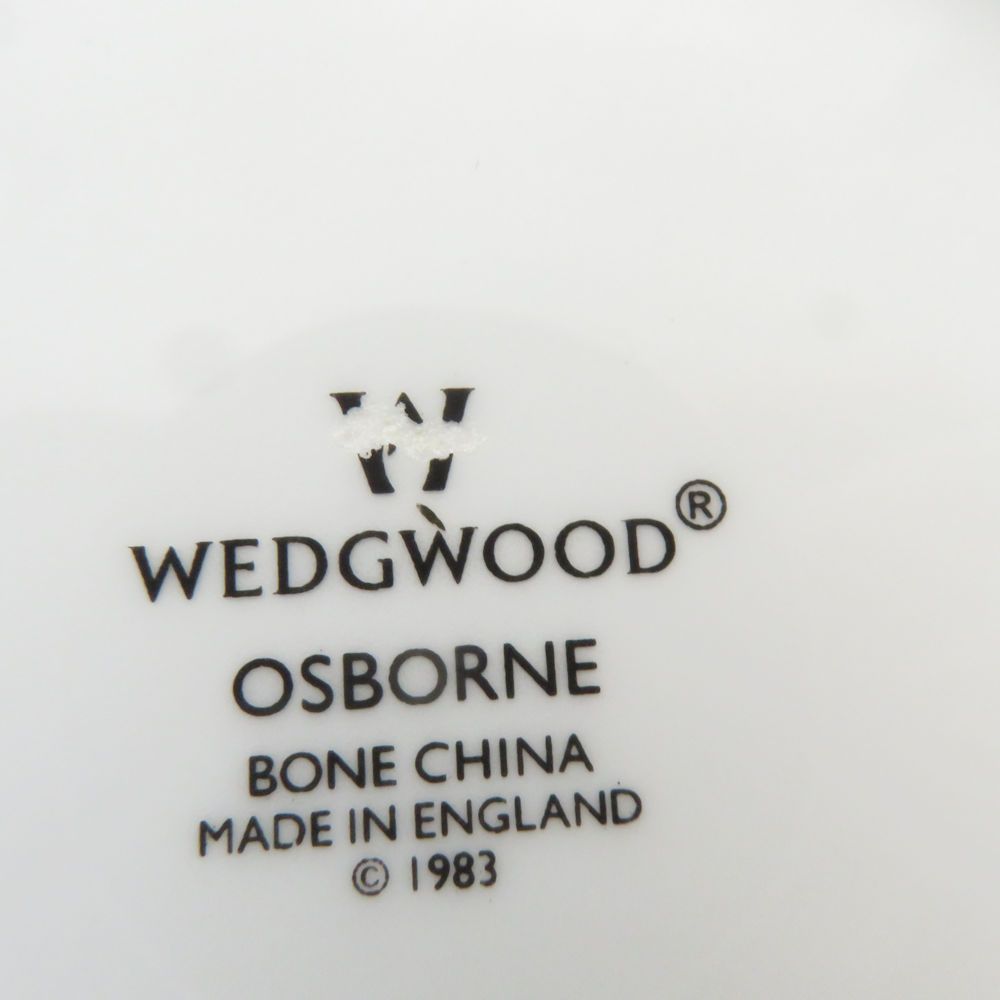 W
WEDGWOOD®
OSBORNE
BONE CHINA
MADE IN ENGLAND
© 1983